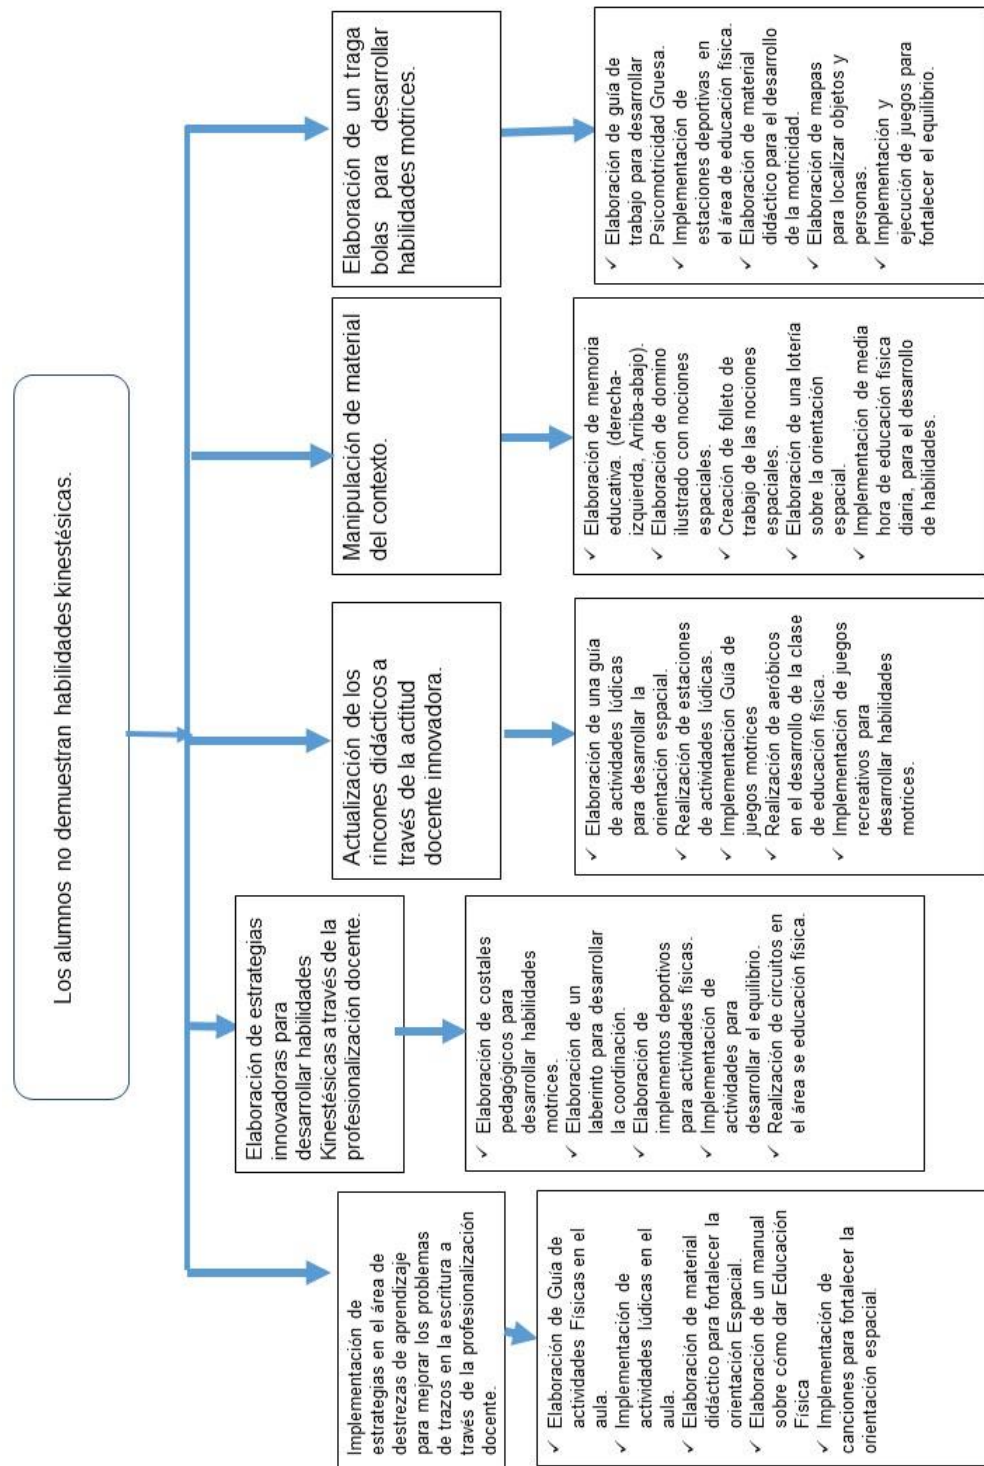 Los alumnos no demuestran habilidades kinestésicas.
Implementación de
estrategias en el área de
destrezas de aprendizaje
para mejorar los problemas
de trazos en la escritura a
través de la profesionalización
docente.
✓ Elaboración de Guía de
actividades Físicas en el
aula.
✓ Implementación de
actividades lúdicas en el
aula.
✓ Elaboración de material
didáctico para fortalecer la
orientación Espacial.
✓ Elaboración de un manual
sobre cómo dar Educación
Física
✓ Implementación de
canciones para fortalecer la
orientación espacial.
Elaboración de estrategias
innovadoras para
desarrollar habilidades
Kinestésicas a través de la
profesionalización docente.
✓ Elaboración de costales
pedagógicos para
desarrollar habilidades
motrices.
✓ Elaboración de un
laberinto para desarrollar
la coordinación.
✓ Elaboración de
implementos deportivos
para actividades físicas.
✓ Implementación de
actividades para
desarrollar el equilibrio.
✓ Realización de circuitos en
el área se educación física.
Actualización de los
rincones didácticos a
través de la actitud
docente innovadora.
✓ Elaboración de una guía
de actividades lúdicas
para desarrollar la
orientación espacial.
✓ Realización de estaciones
de actividades lúdicas.
✓ Implementación Guía de
juegos motrices
✓ Realización de aeróbicos
en el desarrollo de la clase
de educación física.
✓ Implementación de juegos
recreativos para
desarrollar habilidades
motrices.
Manipulación de material
del contexto.
✓ Elaboración de memoria
educativa. (derecha-
izquierda, Arriba-abajo).
✓ Elaboración de domino
ilustrado con nociones
espaciales.
✓ Creación de folleto de
trabajo de las nociones
espaciales.
✓ Elaboración de una lotería
sobre la orientación
espacial.
✓ Implementación de media
hora de educación física
diaria, para el desarrollo
de habilidades.
Elaboración de un traga
bolas para desarrollar
habilidades motrices.
✓ Elaboración de guía de
trabajo para desarrollar
Psicomotricidad Gruesa.
✓ Implementación de
estaciones deportivas en
el área de educación física.
✓ Elaboración de material
didáctico para el desarrollo
de la motricidad.
✓ Elaboración de mapas
para localizar objetos y
personas.
✓ Implementación y
ejecución de juegos para
fortalecer el equilibrio.